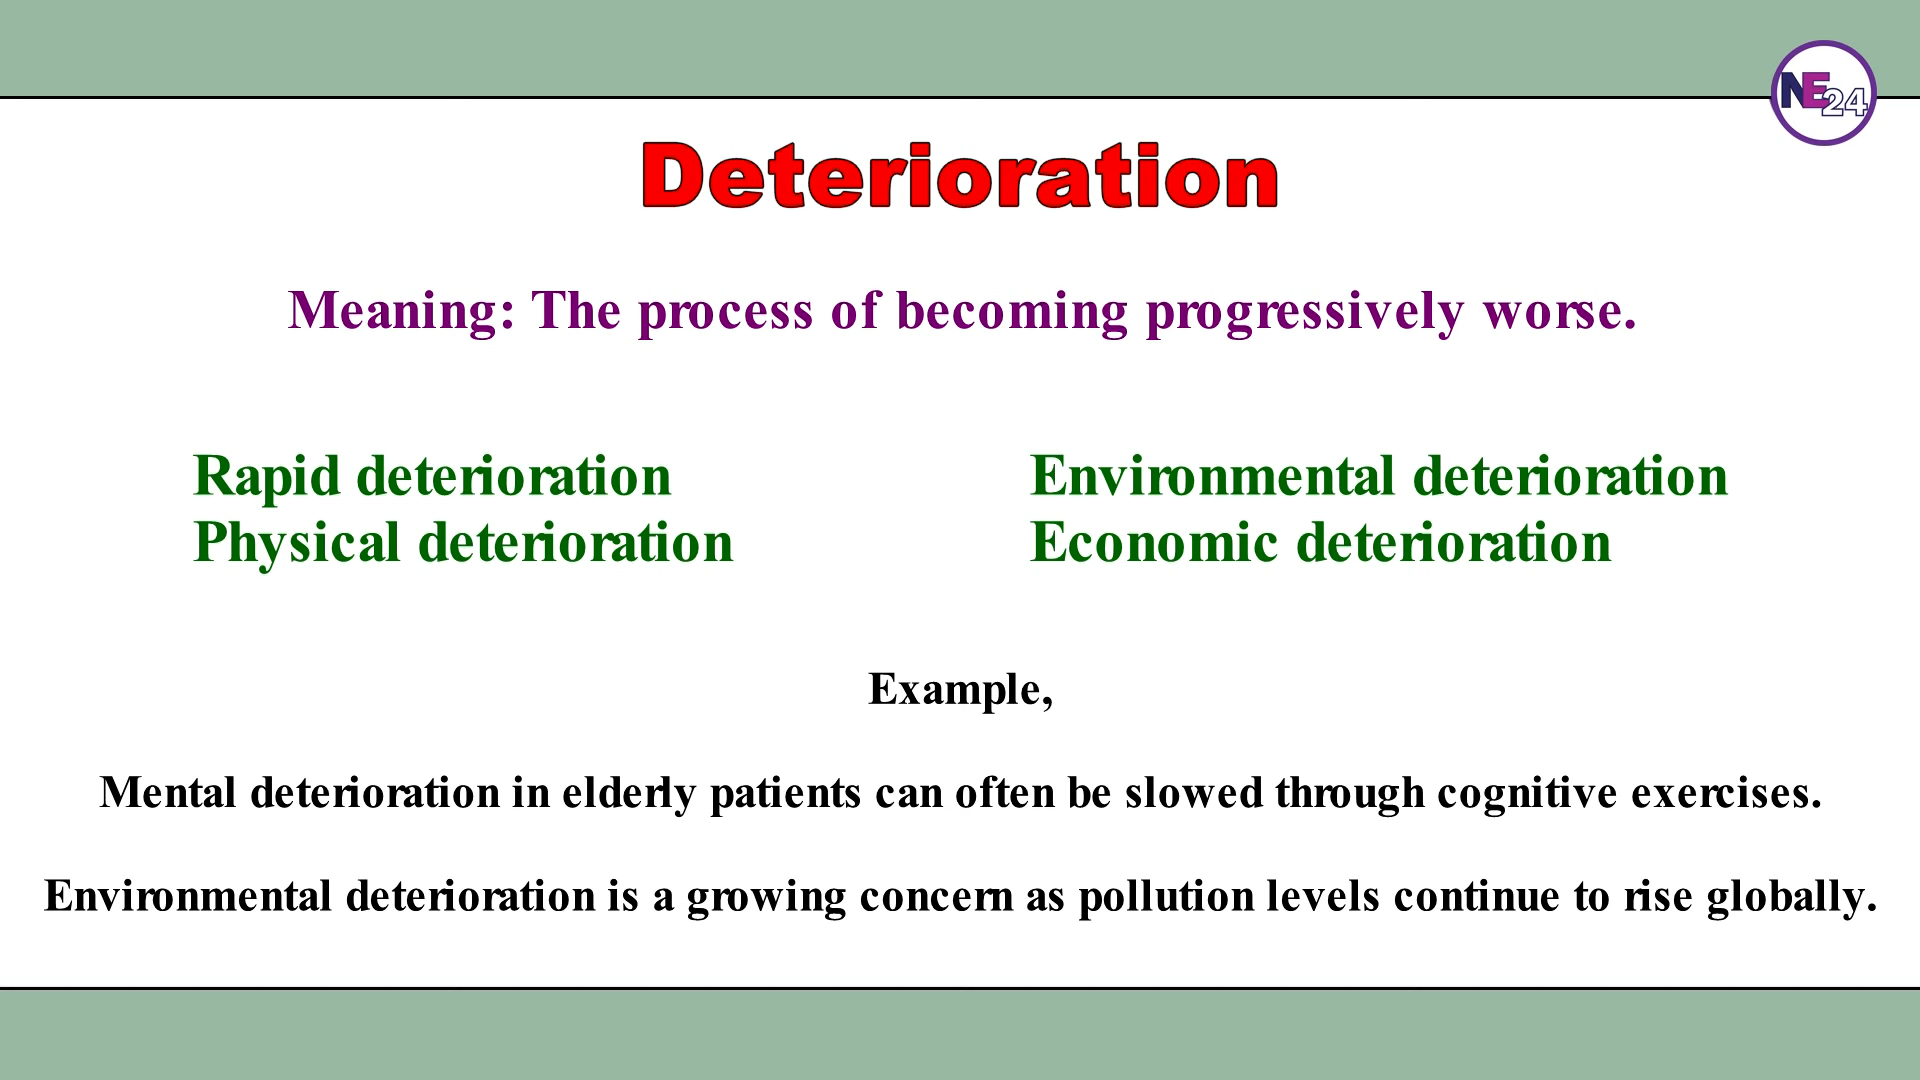 NE24
Deterioration
Meaning: The process of becoming progressively worse.
Rapid deterioration
Physical deterioration
Environmental deterioration
Economic deterioration
Example,
Mental deterioration in elderly patients can often be slowed through cognitive exercises.
Environmental deterioration is a growing concern as pollution levels continue to rise globally.